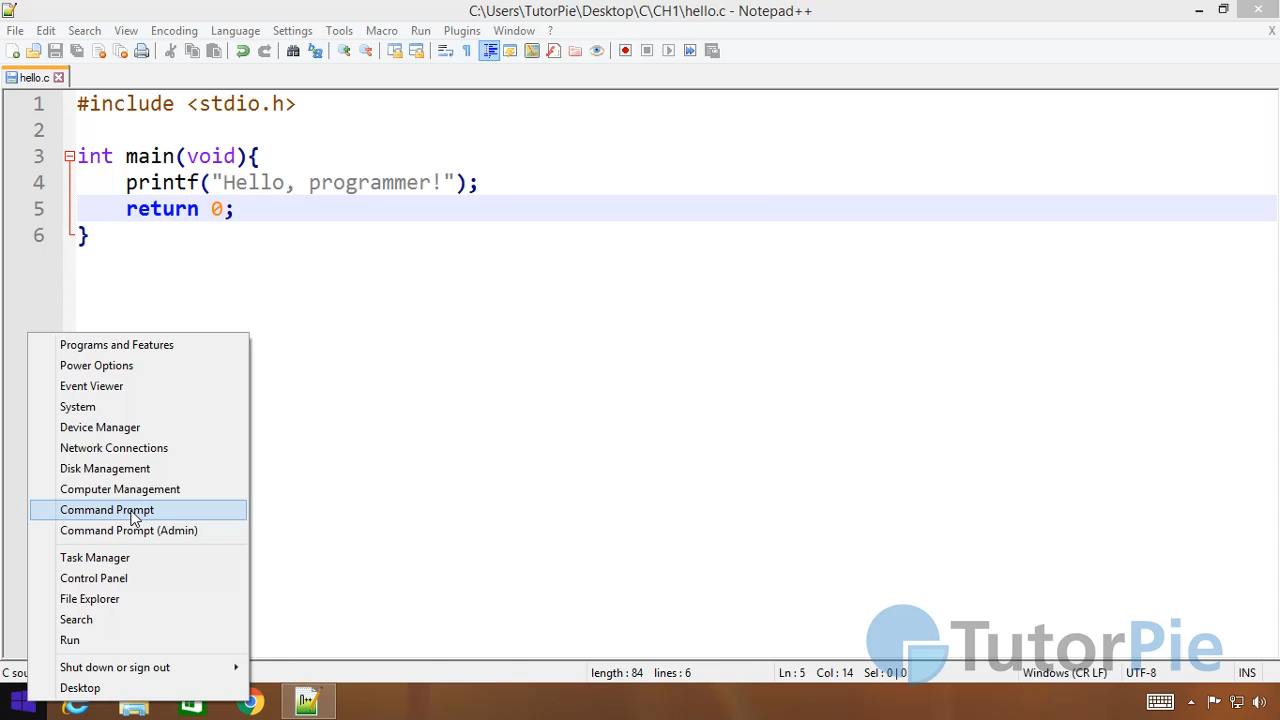 C:\Users\TutorPie\Desktop\C\CH1\hello.c - Notepad++
File Edit Search View Encoding Language Settings Tools Macro Run Plugins Window ? X
hello.c
1 #include <stdio.h>
2
3 int main(void){
4 printf("Hello, programmer!");
5 return 0;
6 }
Programs and Features
Power Options
Event Viewer
System
Device Manager
Network Connections
Disk Management
Computer Management
Command Prompt
Command Prompt (Admin)
Task Manager
Control Panel
File Explorer
Search
Run
Shut down or sign out
Desktop
TutorPie
C sou length : 84 lines : 6 Ln : 5 Col : 14 Sel : 0 | 0 Windows (CR LF) UTF-8 INS